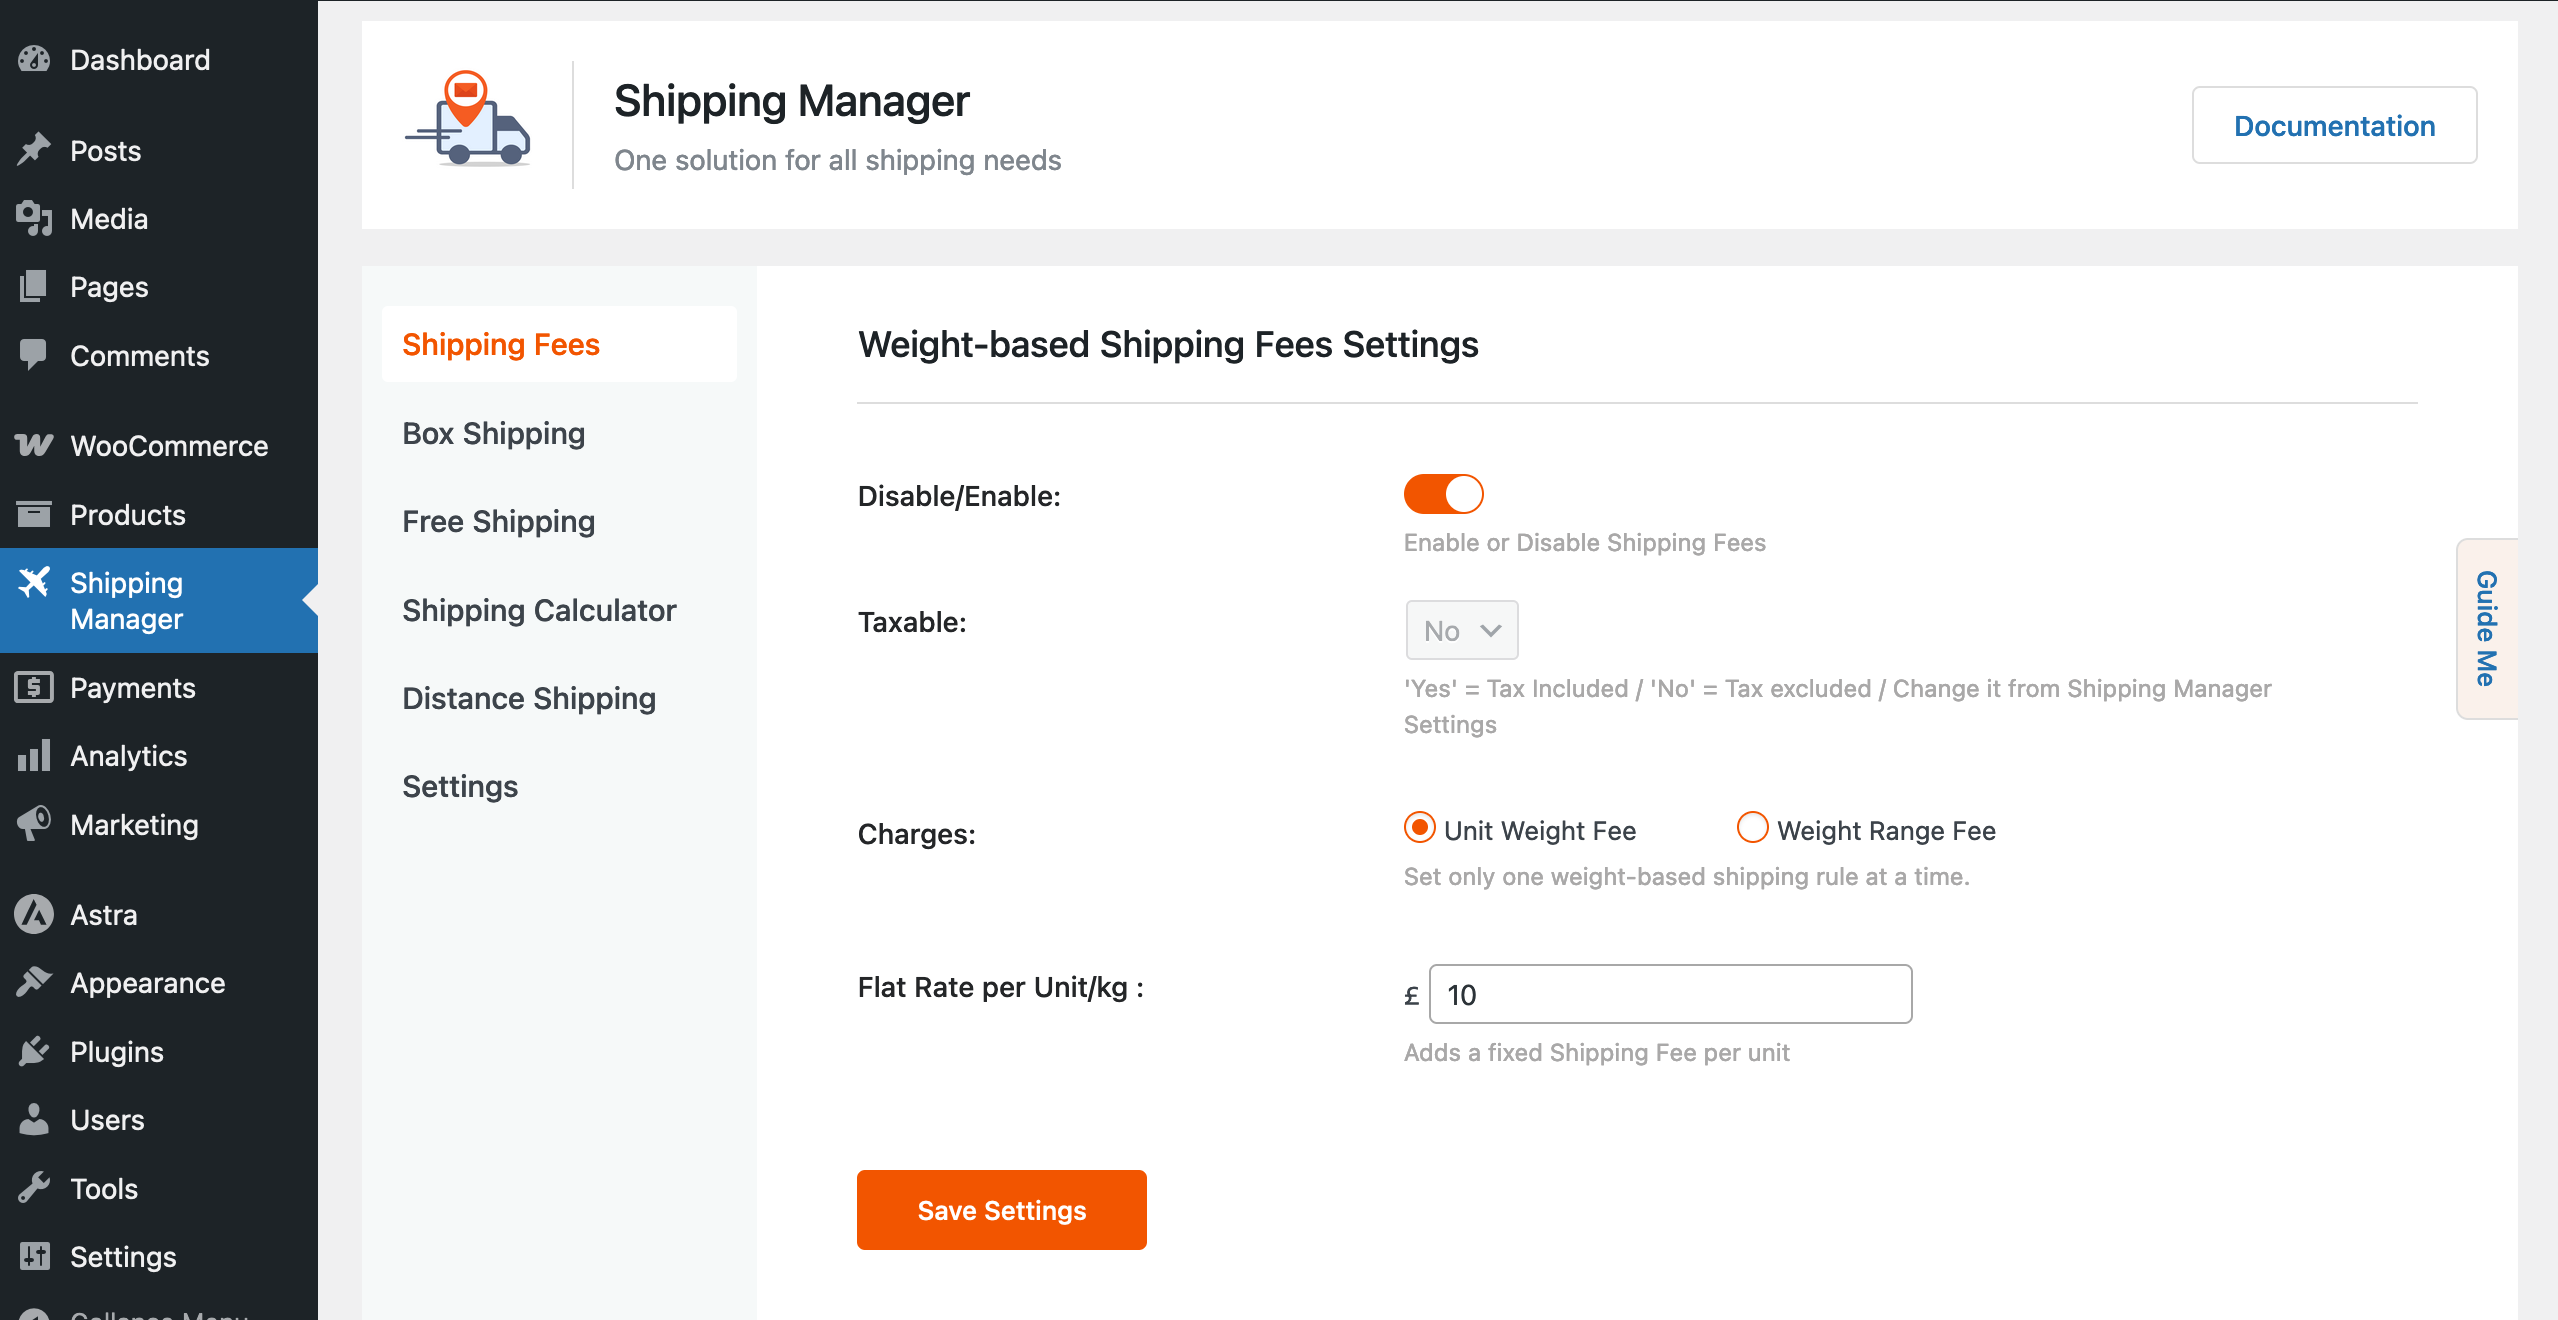 Dashboard
Posts
Media
Pages
Comments
WooCommerce
Products
Shipping
Manager
Payments
Analytics
Marketing
Astra
Appearance
Plugins
Users
Tools
Settings
Collapse Menu
Shipping Manager
One solution for all shipping needs
Documentation
Shipping Fees
Box Shipping
Free Shipping
Shipping Calculator
Distance Shipping
Settings
Weight-based Shipping Fees Settings
Disable/Enable:
Enable or Disable Shipping Fees
Taxable:
No
'Yes' = Tax Included / 'No' = Tax excluded / Change it from Shipping Manager
Settings
Charges:
Unit Weight Fee
Weight Range Fee
Set only one weight-based shipping rule at a time.
Flat Rate per Unit/kg :
£ 10
Adds a fixed Shipping Fee per unit
Save Settings
Guide Me